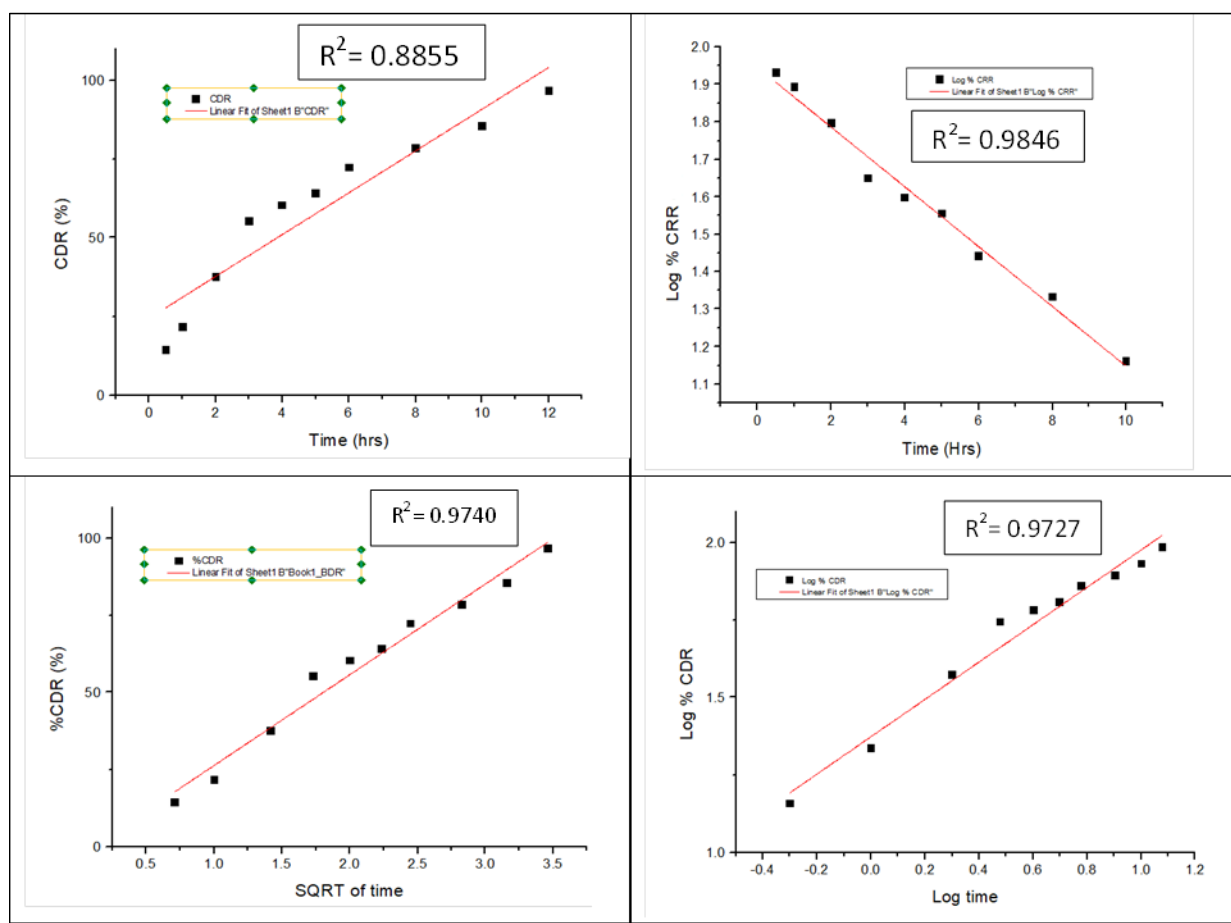 R²= 0.8855
CDR
Linear Fit of Sheet1 B"CDR"
100
50
0
CDR (%)
0 2 4 6 8 10 12
Time (hrs)
Log % CRR
Linear Fit of Sheet1 B"Log % CRR"
R²= 0.9846
2.0
1.9
1.8
1.7
1.6
1.5
1.4
1.3
1.2
1.1
Log % CRR
0 2 4 6 8 10
Time (Hrs)
R²= 0.9740
%CDR
Linear Fit of Sheet1 B"Book1_BDR"
100
50
0
%CDR (%)
0.5 1.0 1.5 2.0 2.5 3.0 3.5
SQRT of time
R²= 0.9727
Log % CDR
Linear Fit of Sheet1 B"Log % CDR"
2.0
1.5
1.0
Log % CDR
-0.4 -0.2 0.0 0.2 0.4 0.6 0.8 1.0 1.2
Log time